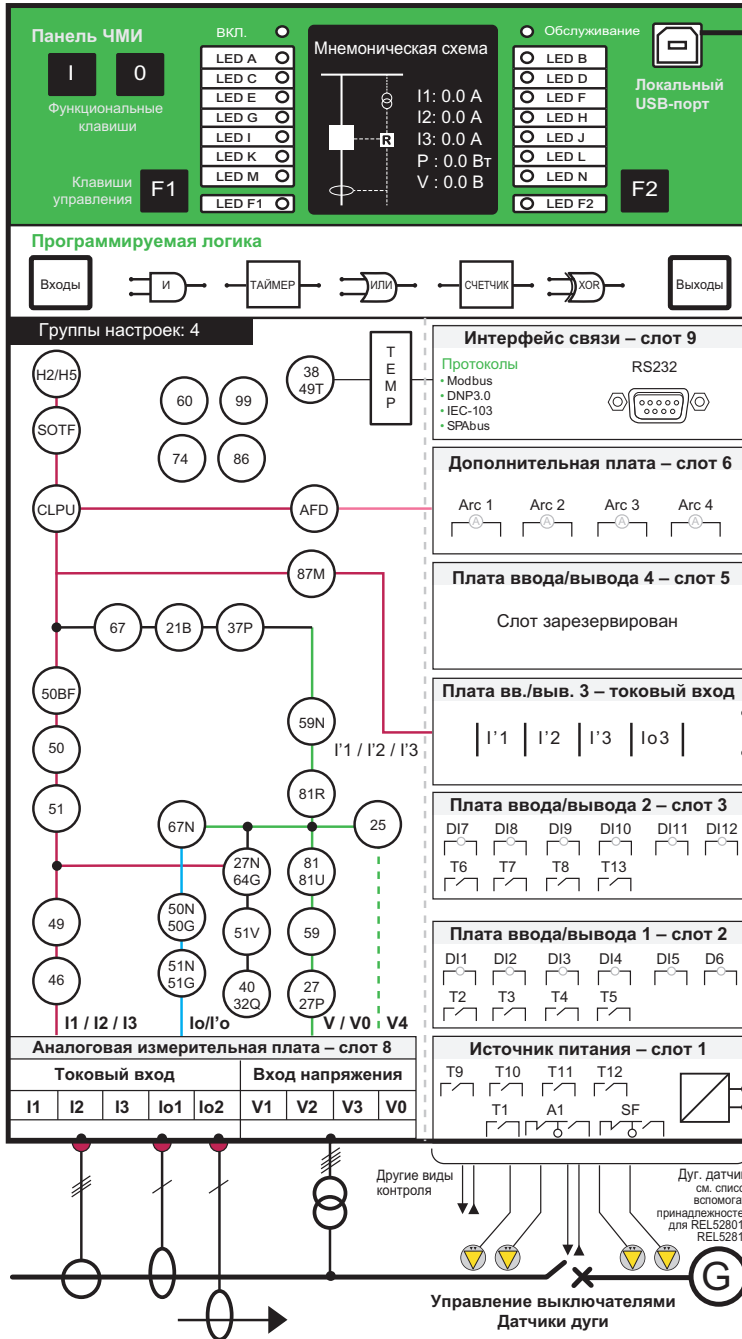 Панель ЧМИ
I 0
Функциональные
клавиши
Клавиши
управления
F1
ВКЛ.
LED A
LED C
LED E
LED G
LED I
LED K
LED M
LED F1
Мнемоническая схема
R
I1: 0.0 A
I2: 0.0 A
I3: 0.0 A
P : 0.0 Вт
V : 0.0 В
Обслуживание
LED B
LED D
LED F
LED H
LED J
LED L
LED N
LED F2
F2
Локальный
USB-порт
Программируемая логика
Входы
И
ТАЙМЕР
ИЛИ
СЧЕТЧИК
XOR
Выходы
Группы настроек: 4
H2/H5
SOTF
60
99
74
86
38
49T
TEMP
CLPU
AFD
87M
67
21В
37P
50BF
50
51
59N
I'1 / I'2 / I'3
81R
67N
25
27N
64G
81
81U
49
50N
50G
51V
59
46
51N
51G
40
32Q
27
27P
I1 / I2 / I3
Io/I'o
V / V0
V4
Аналоговая измерительная плата – слот 8
Токовый вход
Вход напряжения
I1 I2 I3 Io1 Io2 V1 V2 V3 V0
Интерфейс связи – слот 9
Протоколы
• Modbus
• DNP3.0
• IEC-103
• SPAbus
RS232
Дополнительная плата – слот 6
Arc 1 Arc 2 Arc 3 Arc 4
A A A A
Плата ввода/вывода 4 – слот 5
Слот зарезервирован
Плата вв./выв. 3 – токовый вход
I'1 I'2 I'3 Io3
Плата ввода/вывода 2 – слот 3
DI7 DI8 DI9 DI10 DI11 DI12
T6 T7 T8 T13
Плата ввода/вывода 1 – слот 2
DI1 DI2 DI3 DI4 DI5 D6
T2 T3 T4 T5
Источник питания – слот 1
T9 T10 T11 T12
T1 A1 SF
Другие виды
контроля
Дуг. датчи
см. списо
вспомога
принадлежносте
для REL52801
REL5281
G
Управление выключателями
Датчики дуги